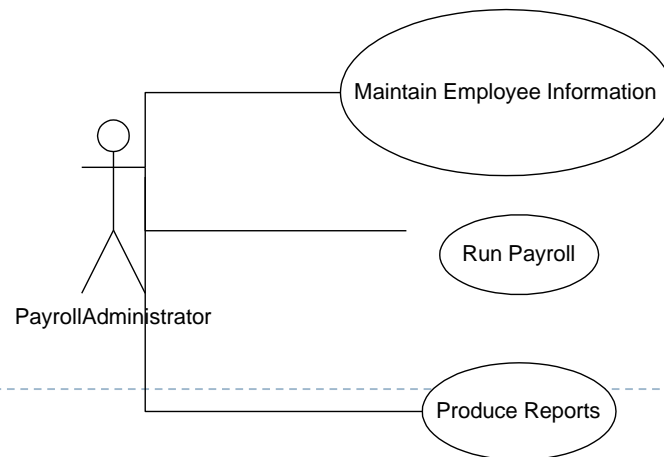 Maintain Employee Information
Run Payroll
PayrollAdministrator
Produce Reports